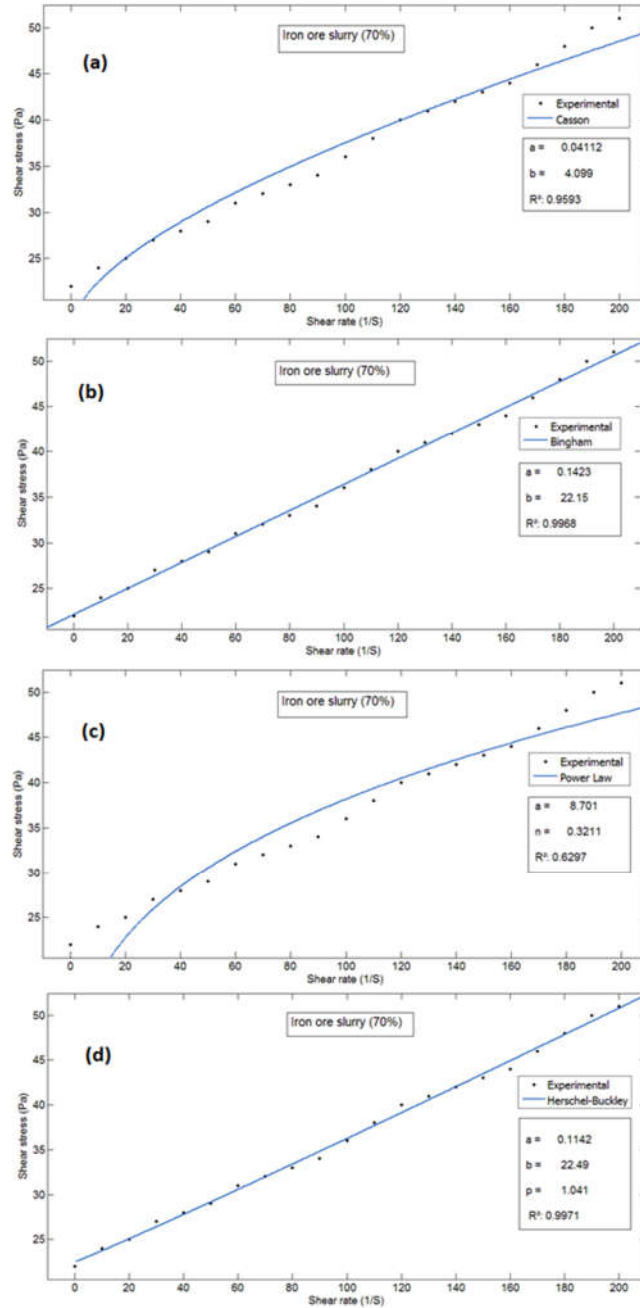 50
45
40
35
30
25
Shear stress (Pa)
Iron ore slurry (70%)
(a)
Experimental
Casson
a = 0.04112
b = 4.099
R²: 0.9593
0 20 40 60 80 100 120 140 160 180 200
Shear rate (1/S)
50
45
40
35
30
25
Shear stress (Pa)
Iron ore slurry (70%)
(b)
Experimental
Bingham
a = 0.1423
b = 22.15
R²: 0.9968
0 20 40 60 80 100 120 140 160 180 200
Shear rate (1/S)
50
45
40
35
30
25
Shear stress (Pa)
Iron ore slurry (70%)
(c)
Experimental
Power Law
a = 8.701
n = 0.3211
R²: 0.6297
0 20 40 60 80 100 120 140 160 180 200
Shear rate (1/S)
50
45
40
35
30
25
Shear stress (Pa)
Iron ore slurry (70%)
(d)
Experimental
Herschel-Buckley
a = 0.1142
b = 22.49
p = 1.041
R²: 0.9971
0 20 40 60 80 100 120 140 160 180 200
Shear rate (1/S)